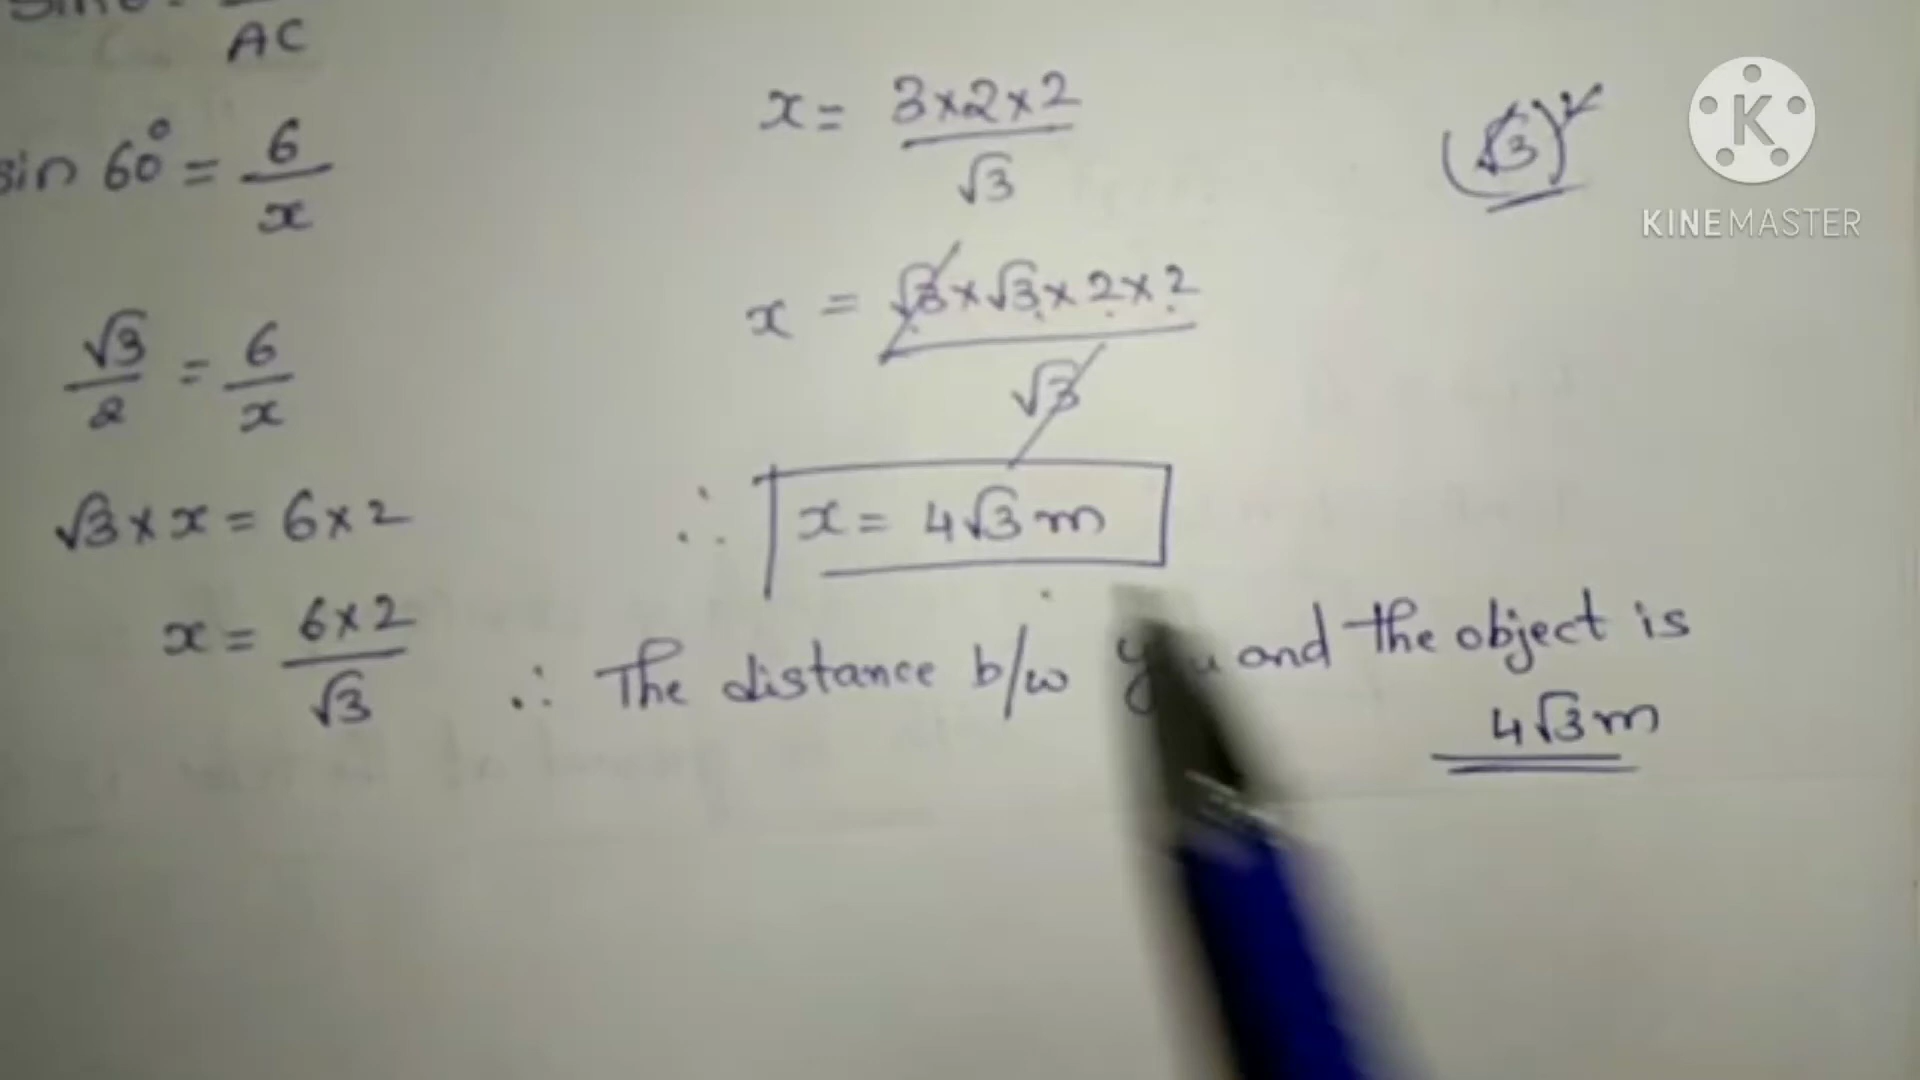 AC
sin 60° = 6/x
√3/2 = 6/x
√3 × x = 6 × 2
x = 6×2/√3
x = 3×2×2/√3
x = √3×√3×2×2/√3
∴ x = 4√3 m
∴ The distance b/w you and the object is
4√3 m
(√3)²
K
KINEMASTER